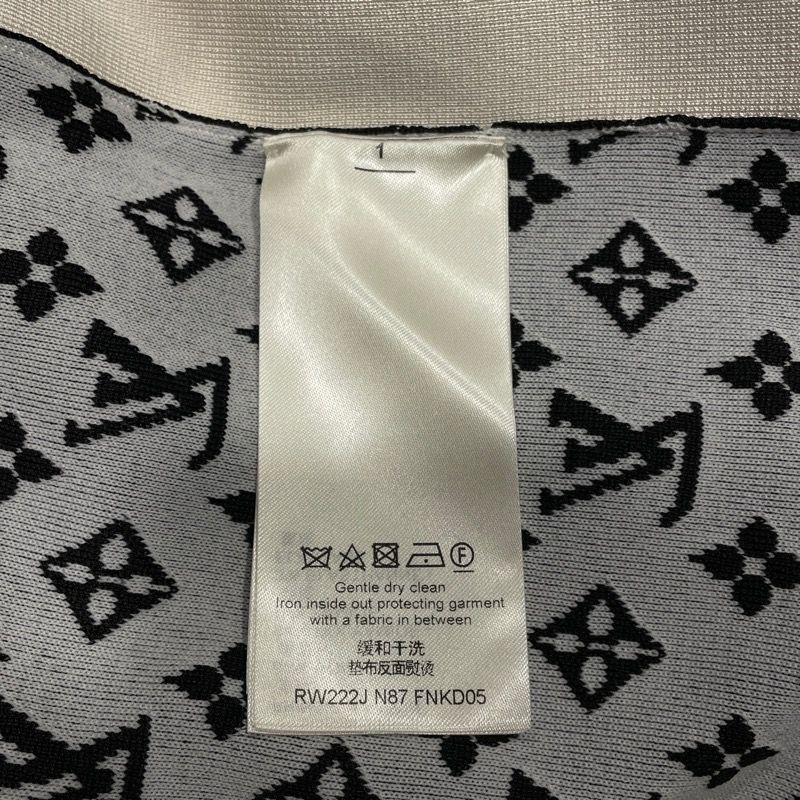 1
F
Gentle dry clean
Iron inside out protecting garment
with a fabric in between
缓和干洗
垫布反面熨烫
RW222J N87 FNKD05